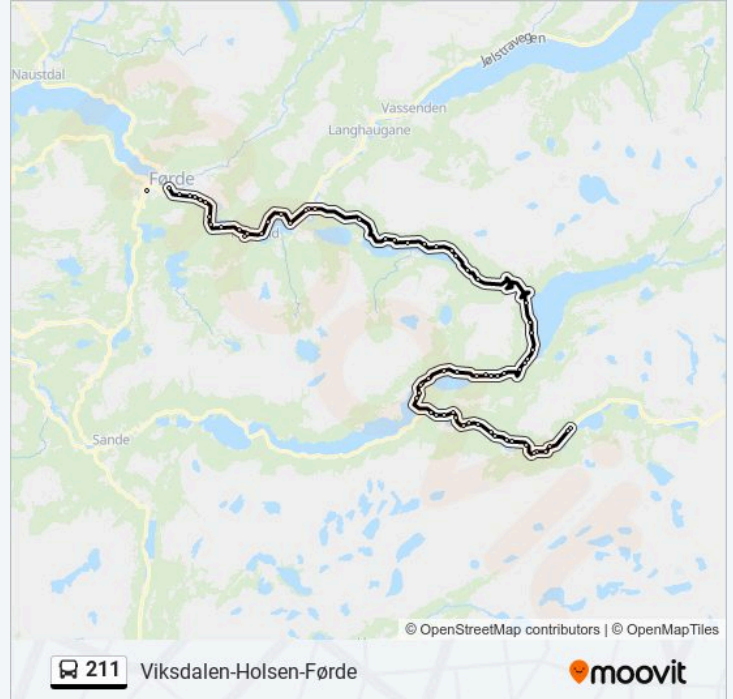 Jølstravegen
Naustdal
Vassenden
Langhaugane
Førde
Sande
© OpenStreetMap contributors | © OpenMapTiles
211 Viksdalen-Holsen-Førde
moovit